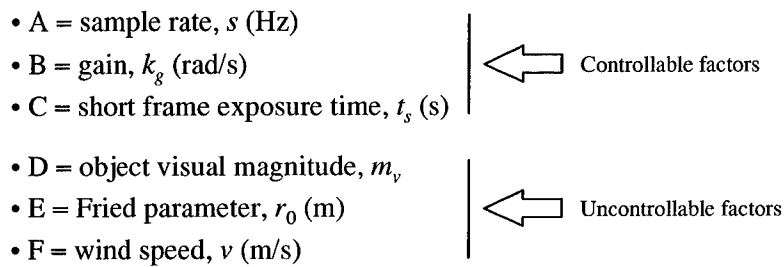 • A = sample rate, s (Hz)
• B = gain, k_g (rad/s)
• C = short frame exposure time, t_s (s)
Controllable factors
• D = object visual magnitude, m_v
• E = Fried parameter, r_0 (m)
• F = wind speed, v (m/s)
Uncontrollable factors